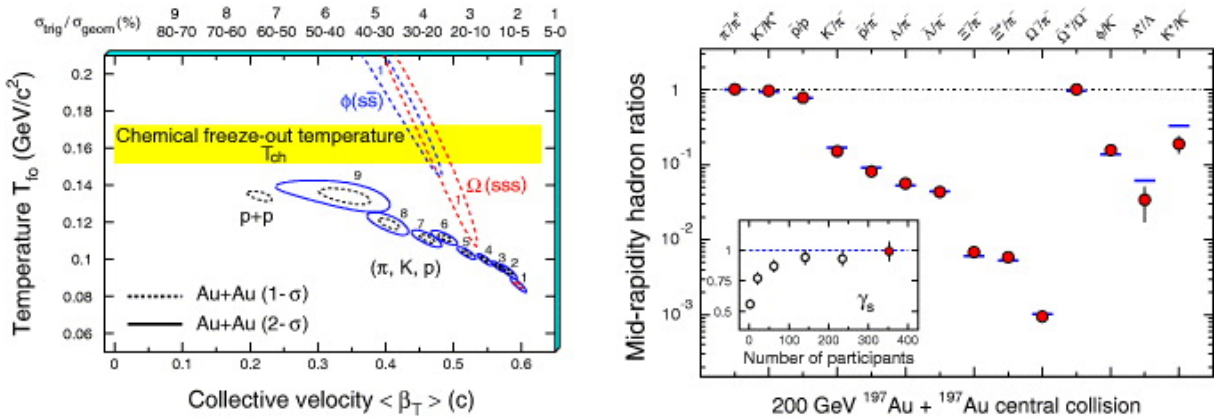 9 8 7 6 5 4 3 2 1
σtrig/σgeom(%) 80-70 70-60 60-50 50-40 40-30 30-20 20-10 10-5 5-0
Temperature Tfo (GeV/c²)
0.2
0.18
0.16
0.14
0.12
0.1
0.08
0.06
1
ϕ(ss̄)
Chemical freeze-out temperature
Tch
Ω(sss)
1
9
p+p
8
7 6
5
4
3
2
1
(π, K, p)
Au+Au (1-σ)
Au+Au (2-σ)
0 0.1 0.2 0.3 0.4 0.5 0.6
Collective velocity < βT > (c)
π⁻/π⁺ K⁻/K⁺ p̄/p K⁻/π⁻ p̄/π⁻ Λ/π⁻ Λ̄/π⁻ Ξ⁻/π⁻ Ξ̄⁺/π⁻ Ω⁻/π⁻ Ω̄⁺/Ω⁻ ϕ/K⁻ Λ*/Λ K*/K⁻
Mid-rapidity hadron ratios
1
10⁻¹
10⁻²
10⁻³
1
0.75
0.5
γs
0 100 200 300 400
Number of participants
200 GeV ¹⁹⁷Au + ¹⁹⁷Au central collision